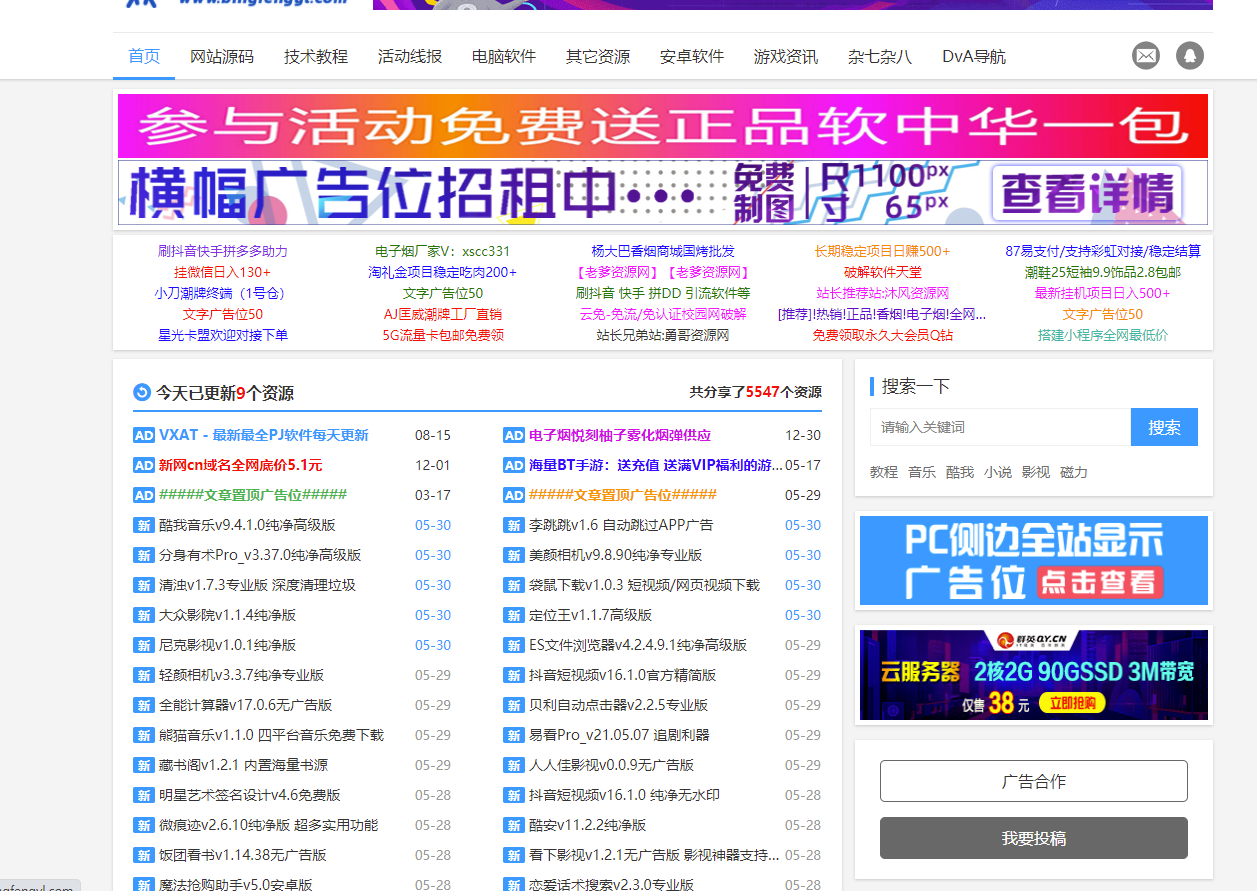 www.bingfengyl.com
首页 网站源码 技术教程 活动线报 电脑软件 其它资源 安卓软件 游戏资讯 杂七杂八 DvA导航
参与活动免费送正品软中华一包
横幅广告位招租中•••• 免费制图 尺寸 1100px 65px 查看详情
刷抖音快手拼多多助力 电子烟厂家V：xscc331 杨大巴香烟商城国烤批发 长期稳定项目日赚500+ 87易支付/支持彩虹对接/稳定结算
挂微信日入130+ 淘礼金项目稳定吃肉200+ 【老爹资源网】【老爹资源网】 破解软件天堂 潮鞋25短袖9.9饰品2.8包邮
小刀潮牌终端（1号仓） 文字广告位50 刷抖音 快手 拼DD 引流软件等 站长推荐站:沐风资源网 最新挂机项目日入500+
文字广告位50 AJ匡威潮牌工厂直销 云免-免流/免认证校园网破解 [推荐]!热销!正品!香烟!电子烟!全网... 文字广告位50
星光卡盟欢迎对接下单 5G流量卡包邮免费领 站长兄弟站:勇哥资源网 免费领取永久大会员Q钻 搭建小程序全网最低价
今天已更新9个资源 共分享了5547个资源
AD VXAT - 最新最全PJ软件每天更新 08-15
AD 电子烟悦刻柚子雾化烟弹供应 12-30
AD 新网cn域名全网底价5.1元 12-01
AD 海量BT手游：送充值 送满VIP福利的游... 05-17
AD #####文章置顶广告位##### 03-17
AD #####文章置顶广告位##### 05-29
新 酷我音乐v9.4.1.0纯净高级版 05-30
新 李跳跳v1.6 自动跳过APP广告 05-30
新 分身有术Pro_v3.37.0纯净高级版 05-30
新 美颜相机v9.8.90纯净专业版 05-30
新 清浊v1.7.3专业版 深度清理垃圾 05-30
新 袋鼠下载v1.0.3 短视频/网页视频下载 05-30
新 大众影院v1.1.4纯净版 05-30
新 定位王v1.1.7高级版 05-30
新 尼克影视v1.0.1纯净版 05-30
新 ES文件浏览器v4.2.4.9.1纯净高级版 05-29
新 轻颜相机v3.3.7纯净专业版 05-29
新 抖音短视频v16.1.0官方精简版 05-29
新 全能计算器v17.0.6无广告版 05-29
新 贝利自动点击器v2.2.5专业版 05-29
新 熊猫音乐v1.1.0 四平台音乐免费下载 05-29
新 易看Pro_v21.05.07 追剧利器 05-29
新 藏书阁v1.2.1 内置海量书源 05-29
新 人人佳影视v0.0.9无广告版 05-29
新 明星艺术签名设计v4.6免费版 05-28
新 抖音短视频v16.1.0 纯净无水印 05-28
新 微痕迹v2.6.10纯净版 超多实用功能 05-28
新 酷安v11.2.2纯净版 05-28
新 饭团看书v1.14.38无广告版 05-28
新 看下影视v1.2.1无广告版 影视神器支持... 05-28
新 魔法抢购助手v5.0安卓版 05-28
新 恋爱话术搜索v2.3.0专业版 05-28
搜索一下
请输入关键词 搜索
教程 音乐 酷我 小说 影视 磁力
PC侧边全站显示
广告位 点击查看
群英QY.CN
云服务器 2核2G 90GSSD 3M带宽
仅售38元 立即抢购
广告合作
我要投稿